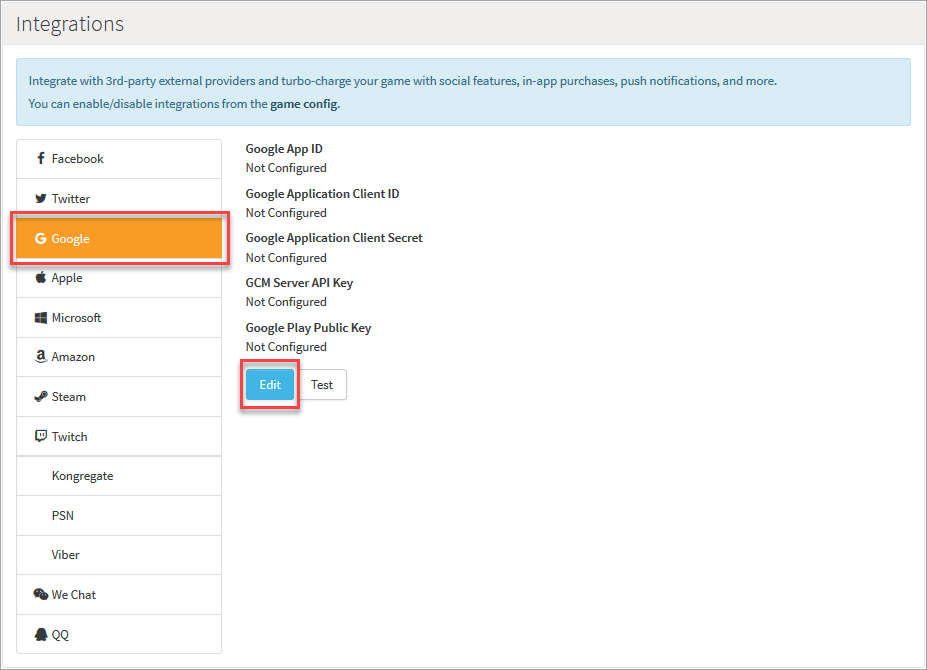 Integrations
Integrate with 3rd-party external providers and turbo-charge your game with social features, in-app purchases, push notifications, and more.
You can enable/disable integrations from the game config.
Facebook
Twitter
Google
Apple
Microsoft
Amazon
Steam
Twitch
Kongregate
PSN
Viber
We Chat
QQ
Google App ID
Not Configured
Google Application Client ID
Not Configured
Google Application Client Secret
Not Configured
GCM Server API Key
Not Configured
Google Play Public Key
Not Configured
Edit Test